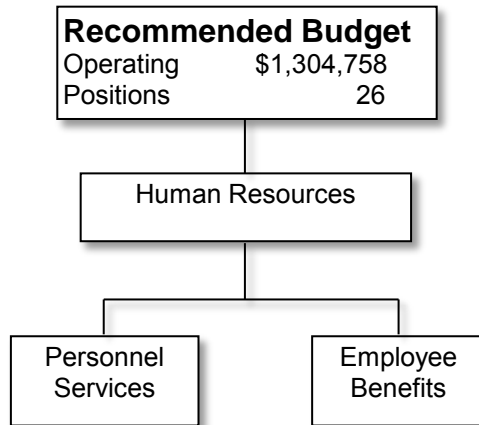 Recommended Budget
Operating $1,304,758
Positions 26
Human Resources
Personnel
Services
Employee
Benefits